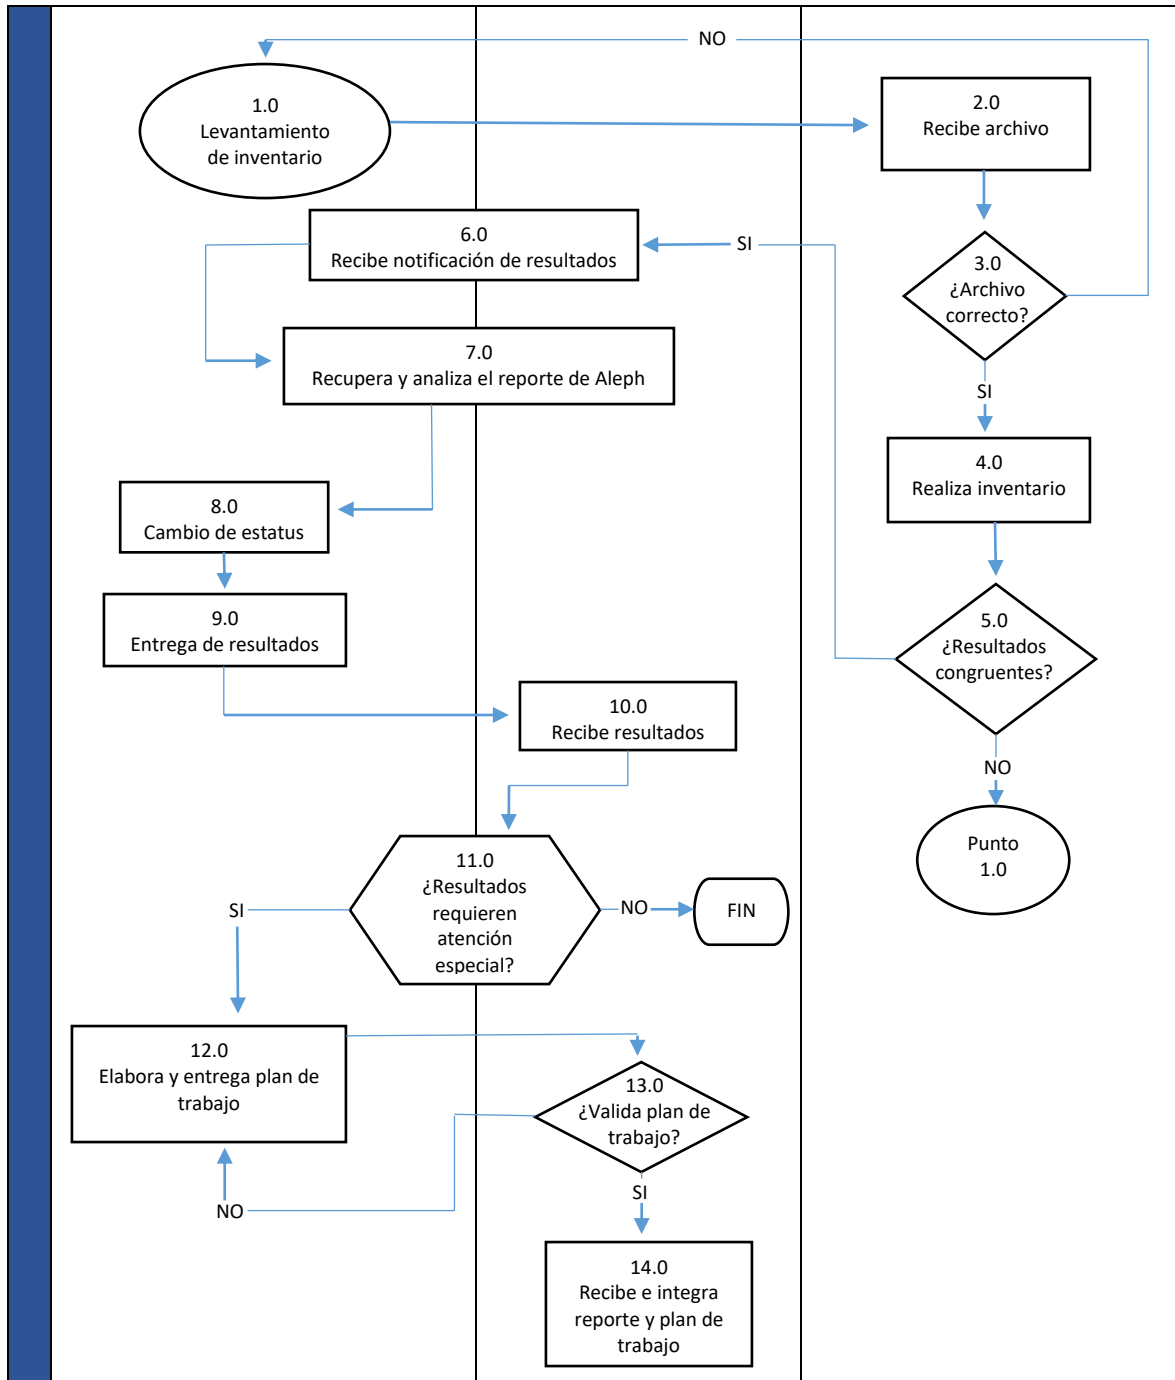 NO
1.0
Levantamiento
de inventario
2.0
Recibe archivo
3.0
¿Archivo
correcto?
SI
4.0
Realiza inventario
5.0
¿Resultados
congruentes?
NO
Punto
1.0
SI
6.0
Recibe notificación de resultados
7.0
Recupera y analiza el reporte de Aleph
8.0
Cambio de estatus
9.0
Entrega de resultados
10.0
Recibe resultados
11.0
¿Resultados
requieren
atención
especial?
NO
FIN
SI
12.0
Elabora y entrega plan de
trabajo
13.0
¿Valida plan de
trabajo?
NO
SI
14.0
Recibe e integra
reporte y plan de
trabajo